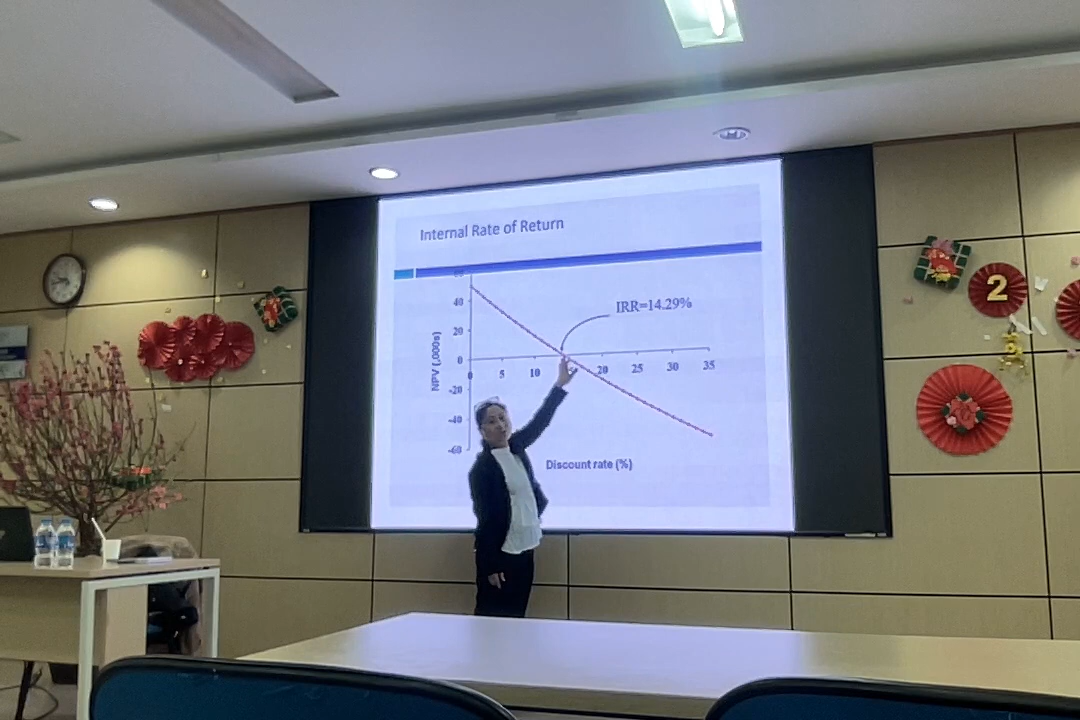 Internal Rate of Return
IRR=14.29%
40
20
0
-20
-40
-60
NPV (,000s)
0 5 10 20 25 30 35
Discount rate (%)
2